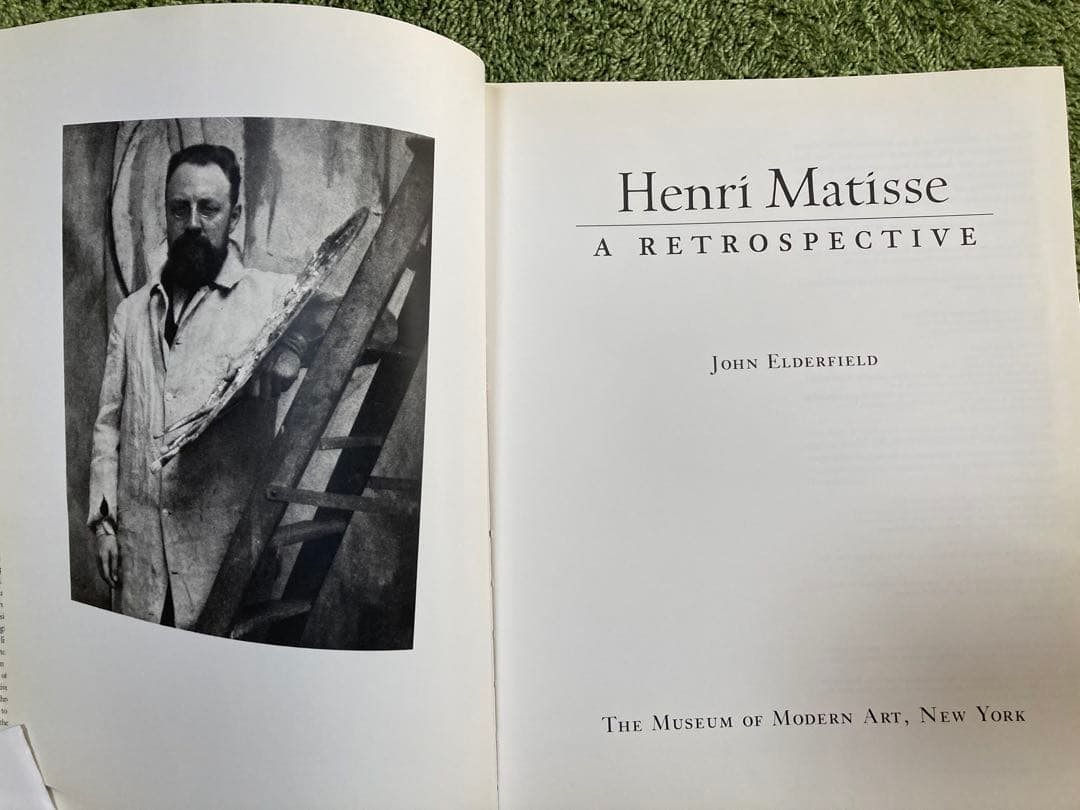 Henri Matisse
A RETROSPECTIVE
JOHN ELDERFIELD
THE MUSEUM OF MODERN ART, NEW YORK